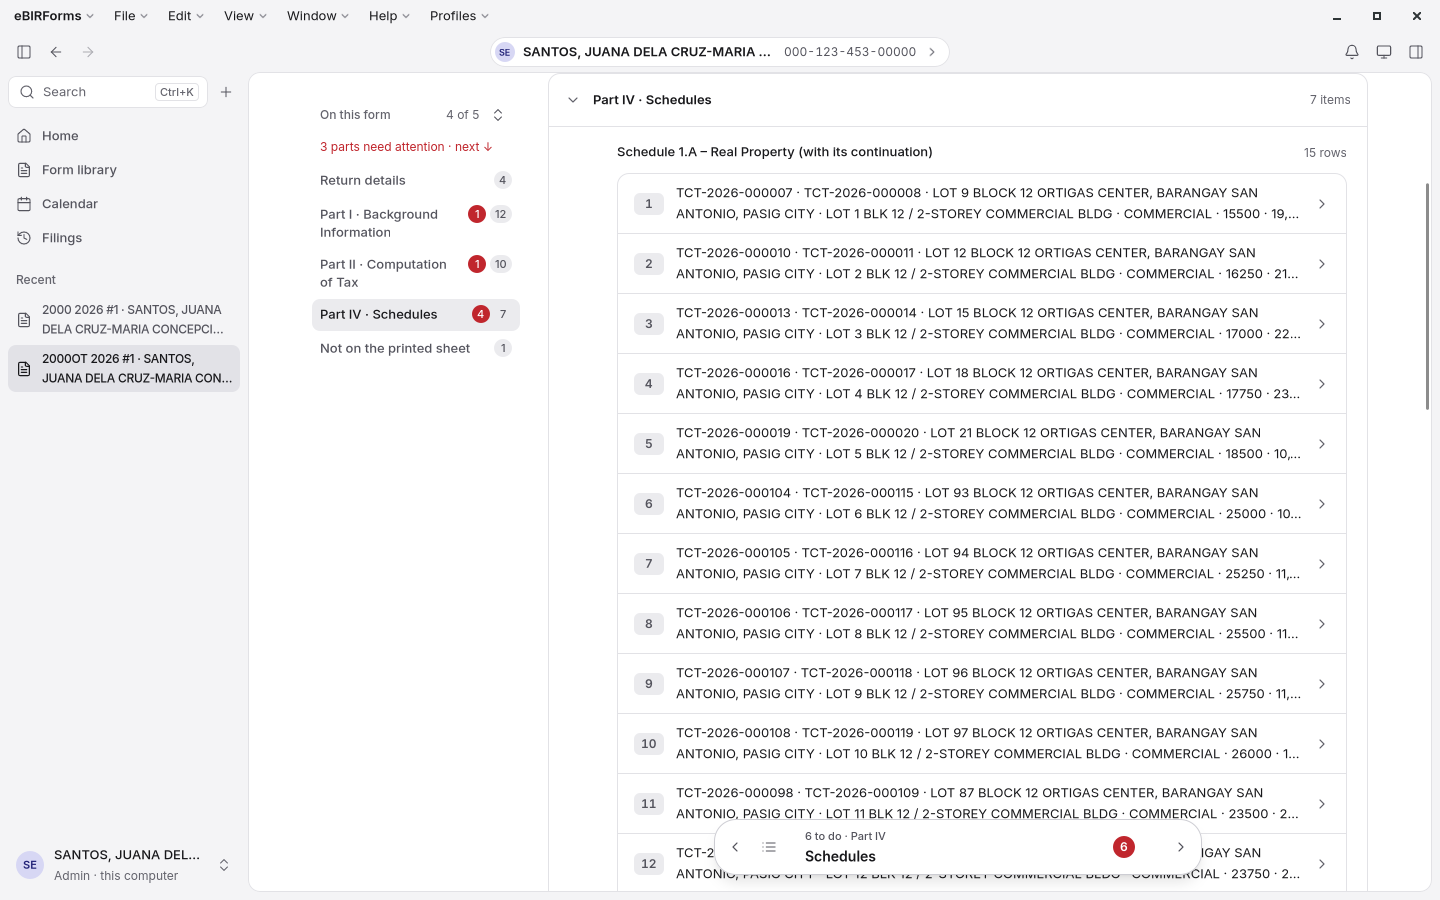 eBIRForms File Edit View Window Help Profiles
SE SANTOS, JUANA DELA CRUZ-MARIA ... 000-123-453-00000
Search Ctrl+K
Home
Form library
Calendar
Filings
Recent
2000 2026 #1 · SANTOS, JUANA
DELA CRUZ-MARIA CONCEPCI...
2000OT 2026 #1 · SANTOS,
JUANA DELA CRUZ-MARIA CON...
SE SANTOS, JUANA DEL...
Admin · this computer
On this form 4 of 5
3 parts need attention · next ↓
Return details 4
Part I · Background 1 12
Information
Part II · Computation 1 10
of Tax
Part IV · Schedules 4 7
Not on the printed sheet 1
Part IV · Schedules 7 items
Schedule 1.A – Real Property (with its continuation) 15 rows
1 TCT-2026-000007 · TCT-2026-000008 · LOT 9 BLOCK 12 ORTIGAS CENTER, BARANGAY SAN
ANTONIO, PASIG CITY · LOT 1 BLK 12 / 2-STOREY COMMERCIAL BLDG · COMMERCIAL · 15500 · 19,...
2 TCT-2026-000010 · TCT-2026-000011 · LOT 12 BLOCK 12 ORTIGAS CENTER, BARANGAY SAN
ANTONIO, PASIG CITY · LOT 2 BLK 12 / 2-STOREY COMMERCIAL BLDG · COMMERCIAL · 16250 · 21...
3 TCT-2026-000013 · TCT-2026-000014 · LOT 15 BLOCK 12 ORTIGAS CENTER, BARANGAY SAN
ANTONIO, PASIG CITY · LOT 3 BLK 12 / 2-STOREY COMMERCIAL BLDG · COMMERCIAL · 17000 · 22...
4 TCT-2026-000016 · TCT-2026-000017 · LOT 18 BLOCK 12 ORTIGAS CENTER, BARANGAY SAN
ANTONIO, PASIG CITY · LOT 4 BLK 12 / 2-STOREY COMMERCIAL BLDG · COMMERCIAL · 17750 · 23...
5 TCT-2026-000019 · TCT-2026-000020 · LOT 21 BLOCK 12 ORTIGAS CENTER, BARANGAY SAN
ANTONIO, PASIG CITY · LOT 5 BLK 12 / 2-STOREY COMMERCIAL BLDG · COMMERCIAL · 18500 · 10,...
6 TCT-2026-000104 · TCT-2026-000115 · LOT 93 BLOCK 12 ORTIGAS CENTER, BARANGAY SAN
ANTONIO, PASIG CITY · LOT 6 BLK 12 / 2-STOREY COMMERCIAL BLDG · COMMERCIAL · 25000 · 10...
7 TCT-2026-000105 · TCT-2026-000116 · LOT 94 BLOCK 12 ORTIGAS CENTER, BARANGAY SAN
ANTONIO, PASIG CITY · LOT 7 BLK 12 / 2-STOREY COMMERCIAL BLDG · COMMERCIAL · 25250 · 11,...
8 TCT-2026-000106 · TCT-2026-000117 · LOT 95 BLOCK 12 ORTIGAS CENTER, BARANGAY SAN
ANTONIO, PASIG CITY · LOT 8 BLK 12 / 2-STOREY COMMERCIAL BLDG · COMMERCIAL · 25500 · 11...
9 TCT-2026-000107 · TCT-2026-000118 · LOT 96 BLOCK 12 ORTIGAS CENTER, BARANGAY SAN
ANTONIO, PASIG CITY · LOT 9 BLK 12 / 2-STOREY COMMERCIAL BLDG · COMMERCIAL · 25750 · 11,...
10 TCT-2026-000108 · TCT-2026-000119 · LOT 97 BLOCK 12 ORTIGAS CENTER, BARANGAY SAN
ANTONIO, PASIG CITY · LOT 10 BLK 12 / 2-STOREY COMMERCIAL BLDG · COMMERCIAL · 26000 · 1...
11 TCT-2026-000098 · TCT-2026-000109 · LOT 87 BLOCK 12 ORTIGAS CENTER, BARANGAY SAN
ANTONIO, PASIG CITY · LOT 11 BLK 12 / 2-STOREY COMMERCIAL BLDG · COMMERCIAL · 23500 · 2...
12 SAN
ANTONIO, PASIG CITY · LOT 12 BLK 12 / 2-STOREY COMMERCIAL BLDG · COMMERCIAL · 23750 · 2...
6 to do · Part IV
Schedules 6